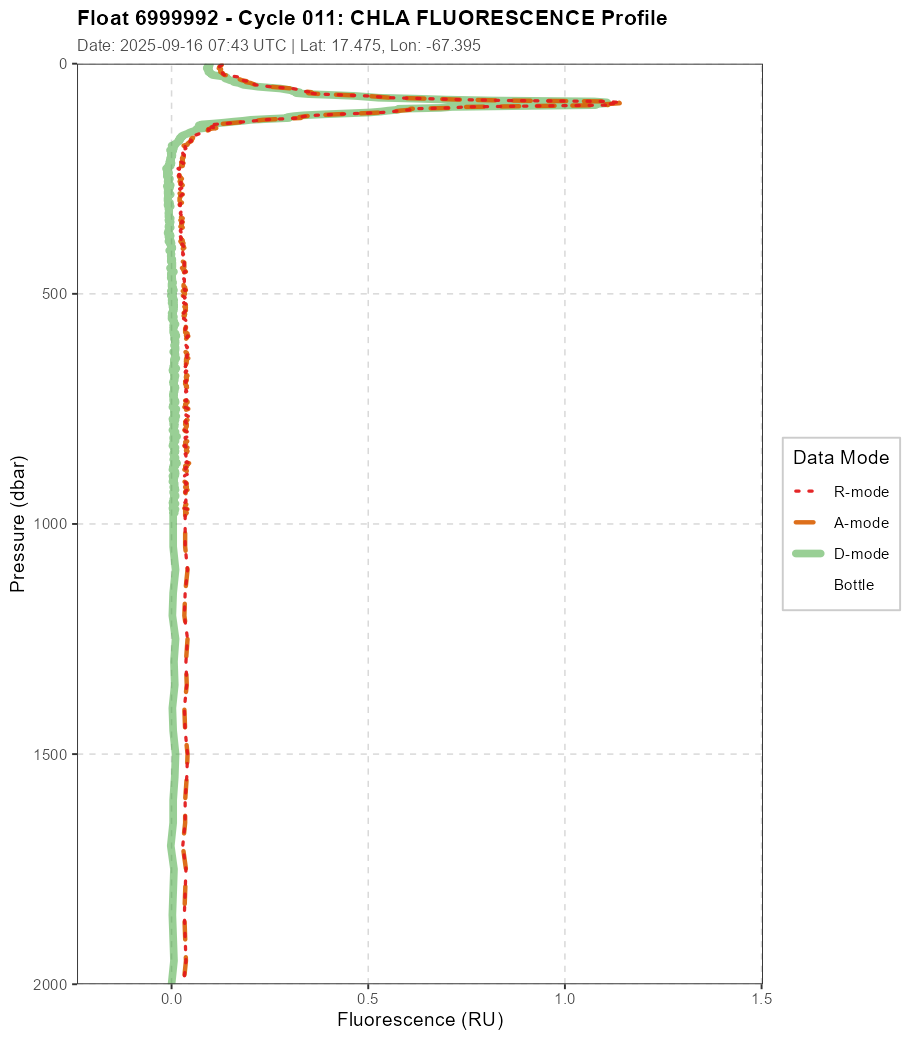 Float 6999992 - Cycle 011: CHLA FLUORESCENCE Profile
Date: 2025-09-16 07:43 UTC | Lat: 17.475, Lon: -67.395
0
500
1000
1500
2000
Pressure (dbar)
0.0
0.5
1.0
1.5
Fluorescence (RU)
Data Mode
R-mode
A-mode
D-mode
Bottle